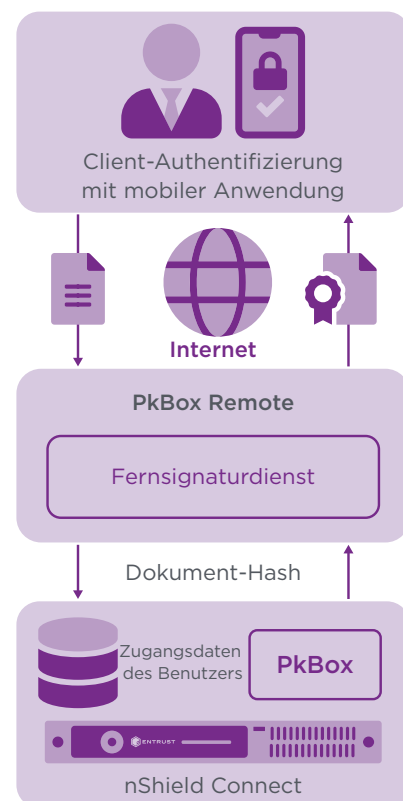 Client-Authentifizierung
mit mobiler Anwendung
Internet
PkBox Remote
Fernsignaturdienst
Dokument-Hash
Zugangsdaten
des Benutzers
PkBox
ENTRUST
nShield Connect